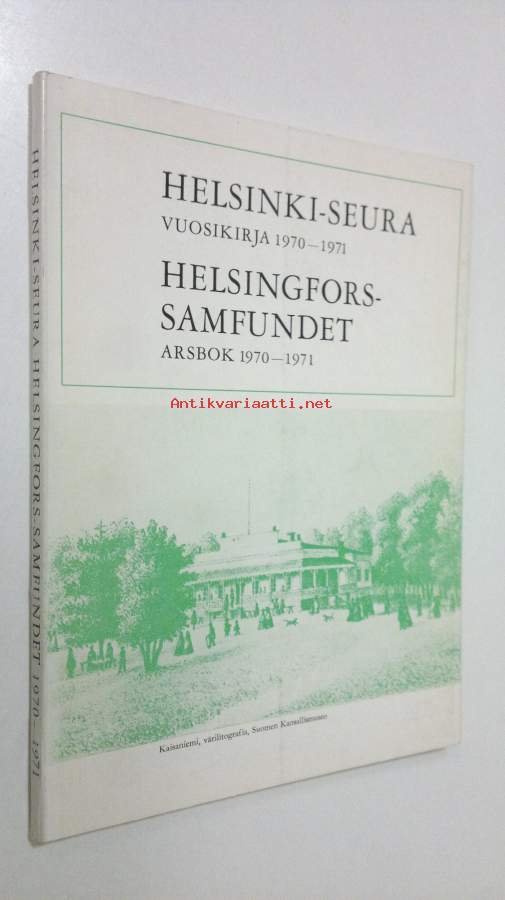 HELSINKI-SEURA
VUOSIKIRJA 1970—1971
HELSINGFORS-
SAMFUNDET
ARSBOK 1970—1971
Antikvariaatti.net
Kaisaniemi, värilitografia, Suomen Kansallismuseo
HELSINKI-SEURA HELSINGFORS-SAMFUNDET 1970—1971